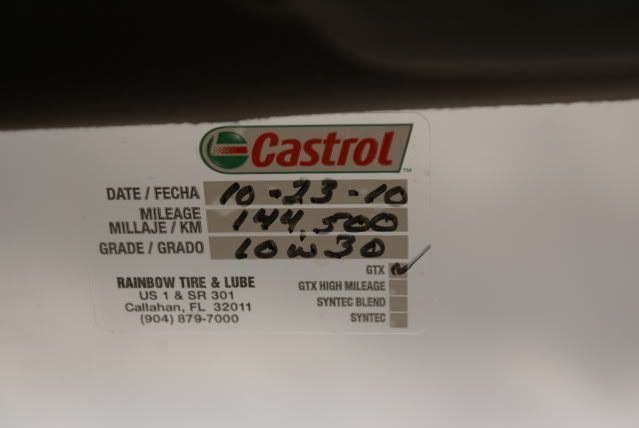 Castrol™
DATE / FECHA 10-23-10
MILEAGE
MILLAJE / KM 144,500
GRADE / GRADO 10W30
GTX
GTX HIGH MILEAGE
SYNTEC BLEND
SYNTEC
RAINBOW TIRE & LUBE
US 1 & SR 301
Callahan, FL 32011
(904) 879-7000